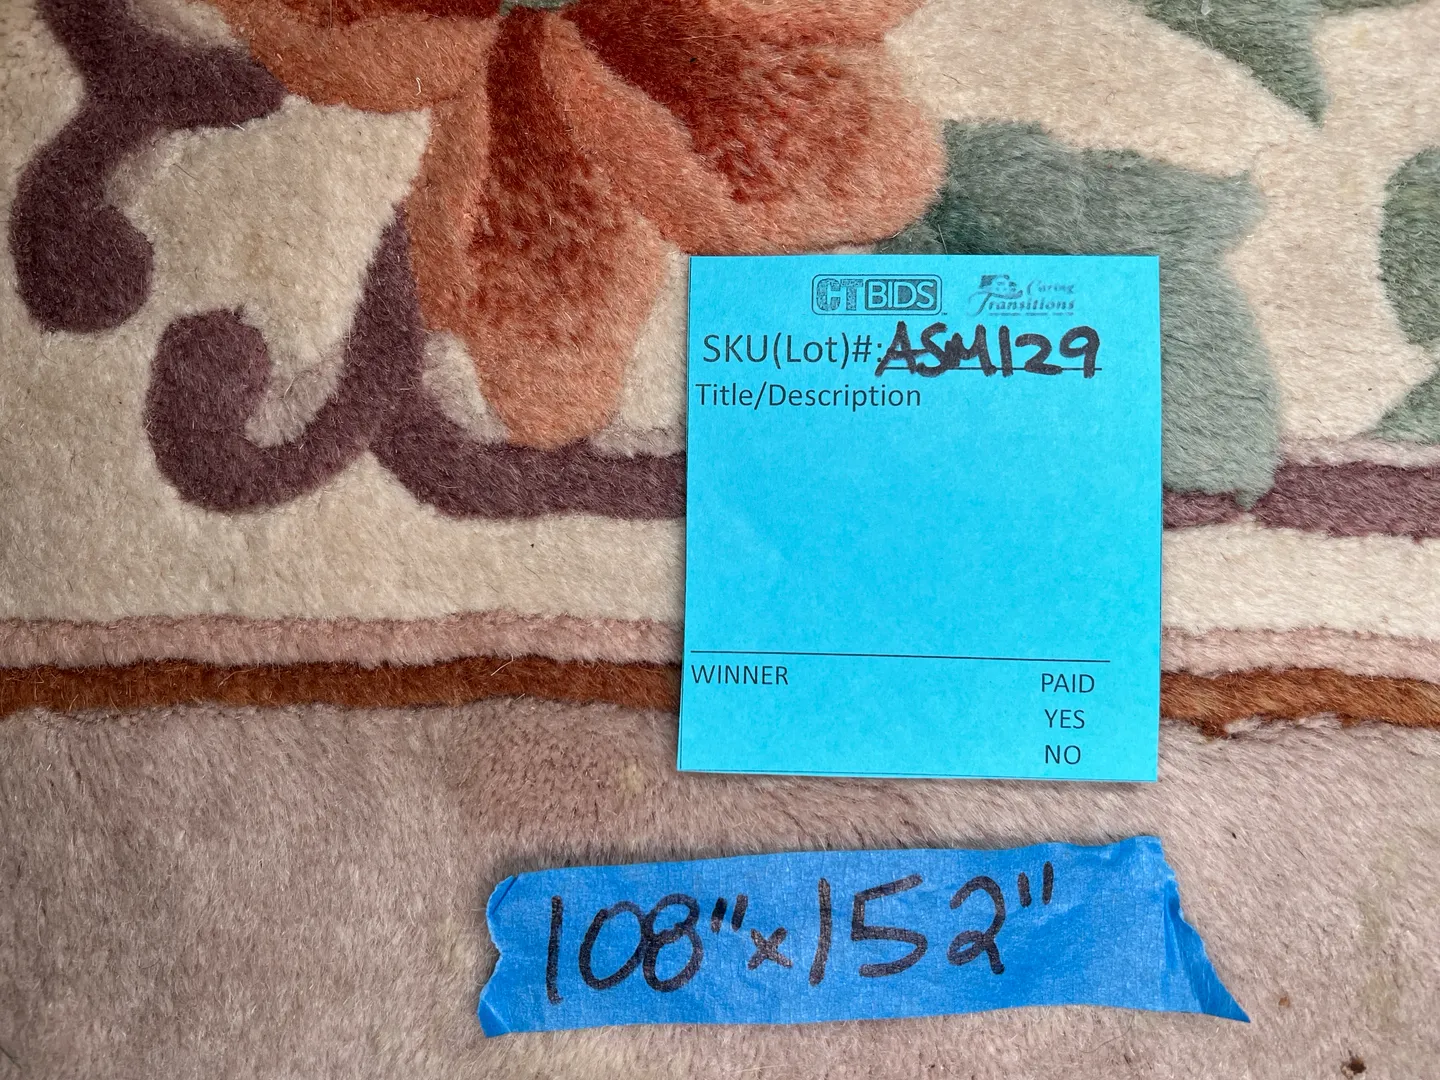 CTBIDS
Caring
Transitions
SKU(Lot)#:ASM129
Title/Description
WINNER
PAID
YES
NO
108"x152"